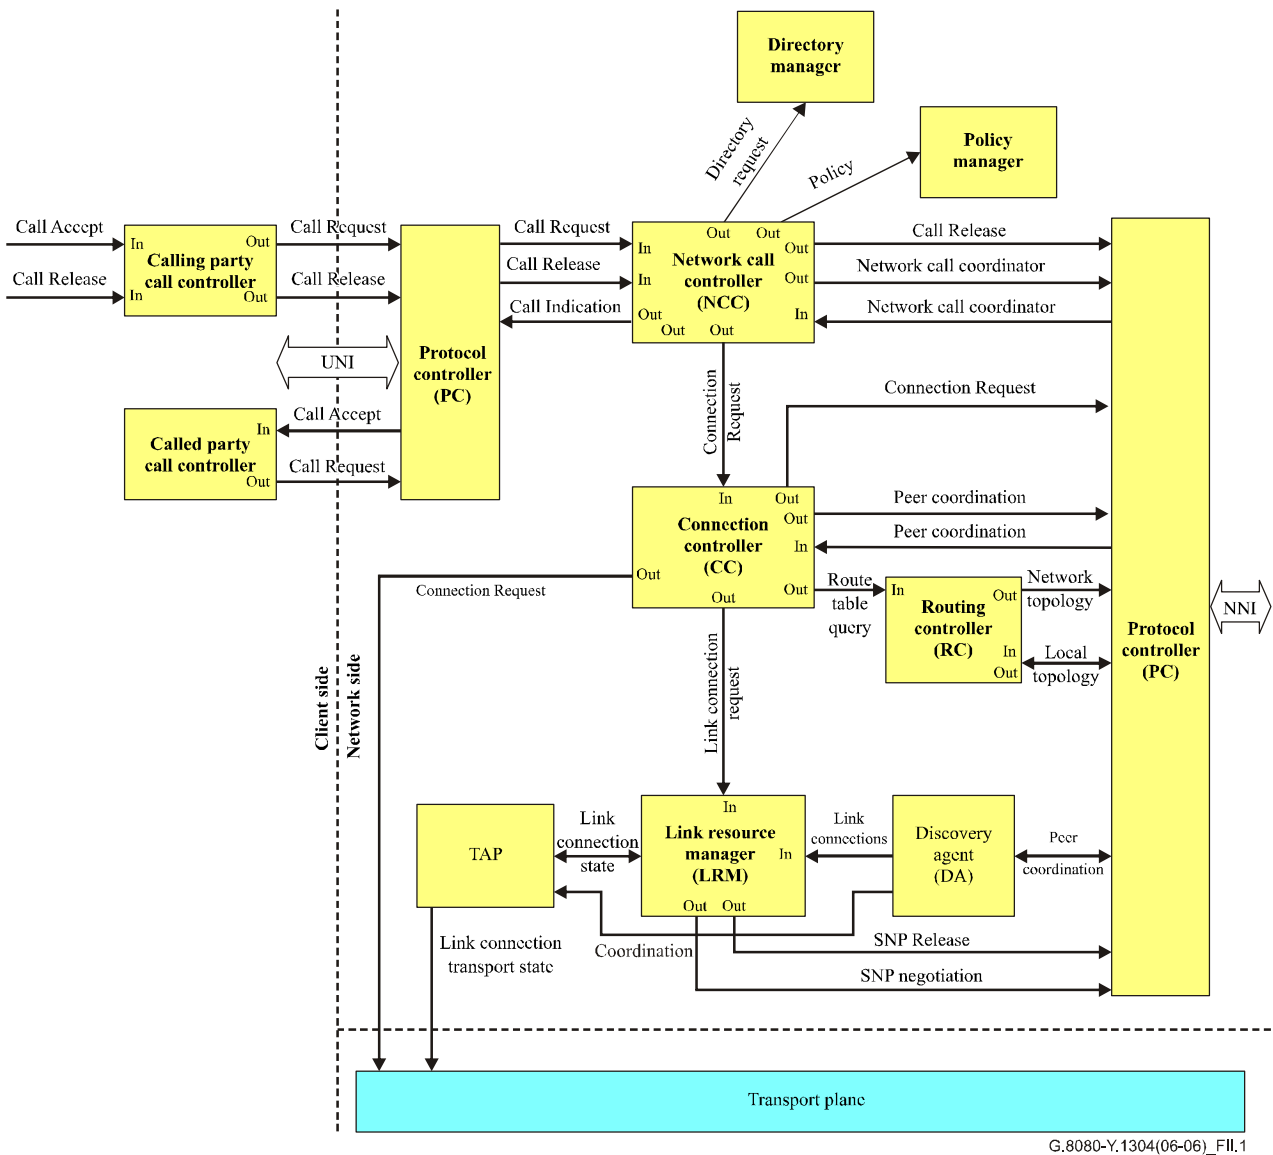 Directory
manager
Directory
request
Policy
manager
Policy
Call Accept
Call Release
In
Out
Calling party
call controller
In
Out
Call Request
Call Release
Call Request
Call Release
Call Indication
UNI
Protocol
controller
(PC)
Out
Out
In
Out
Network call
In
controller
Out
(NCC)
Out
Out
Out
In
Call Release
Network call coordinator
Network call coordinator
Connection
Request
Connection Request
Call Accept
In
Called party
call controller
Out
Call Request
In
Out
Out
Connection
controller
In
(CC)
Out
Out
Out
Peer coordination
Peer coordination
Connection Request
Route
table
query
In
Out
Routing
controller
(RC)
In
Out
Network
topology
Local
topology
Protocol
controller
(PC)
NNI
Client side
Network side
Link connection
request
TAP
Link
connection
state
In
Link resource
manager
In
(LRM)
Out
Out
Link
connections
Discovery
agent
(DA)
Peer
coordination
Link connection
transport state
Coordination
SNP Release
SNP negotiation
Transport plane
G.8080-Y.1304(06-06)_FII.1